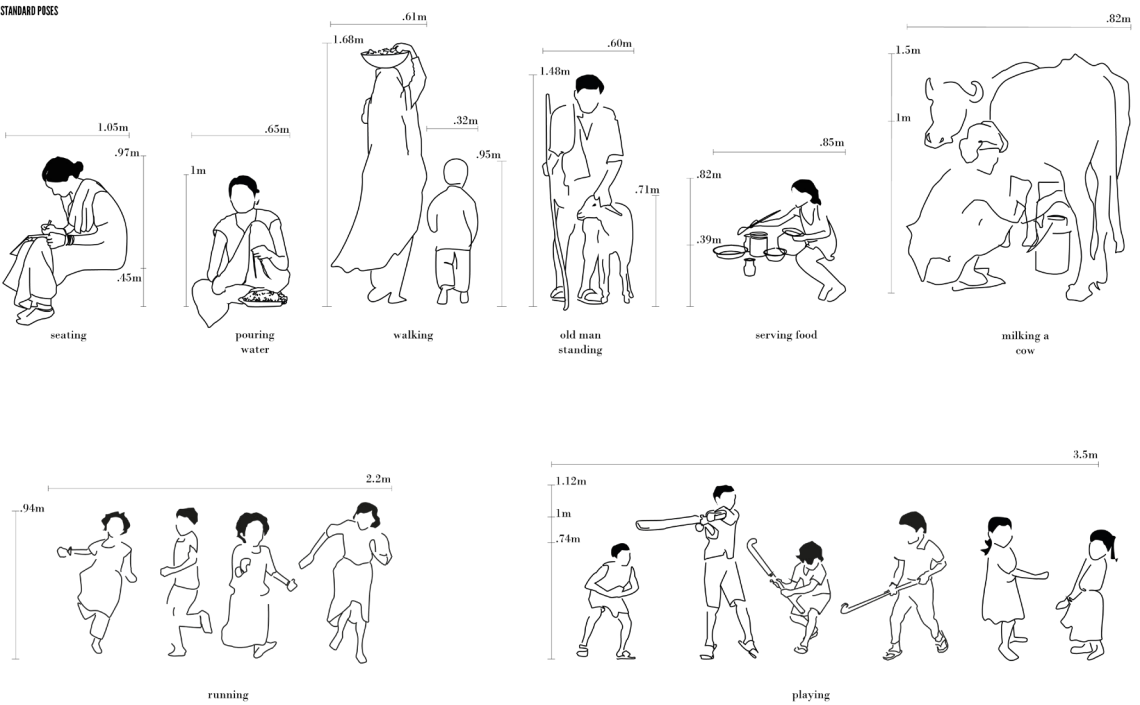 STANDARD POSES
1.05m
.97m
.45m
seating
.65m
1m
pouring
water
.61m
1.68m
.32m
.95m
walking
.60m
1.48m
.71m
old man
standing
.85m
.82m
.39m
serving food
.82m
1.5m
1m
milking a
cow
2.2m
.94m
running
3.5m
1.12m
1m
.74m
playing